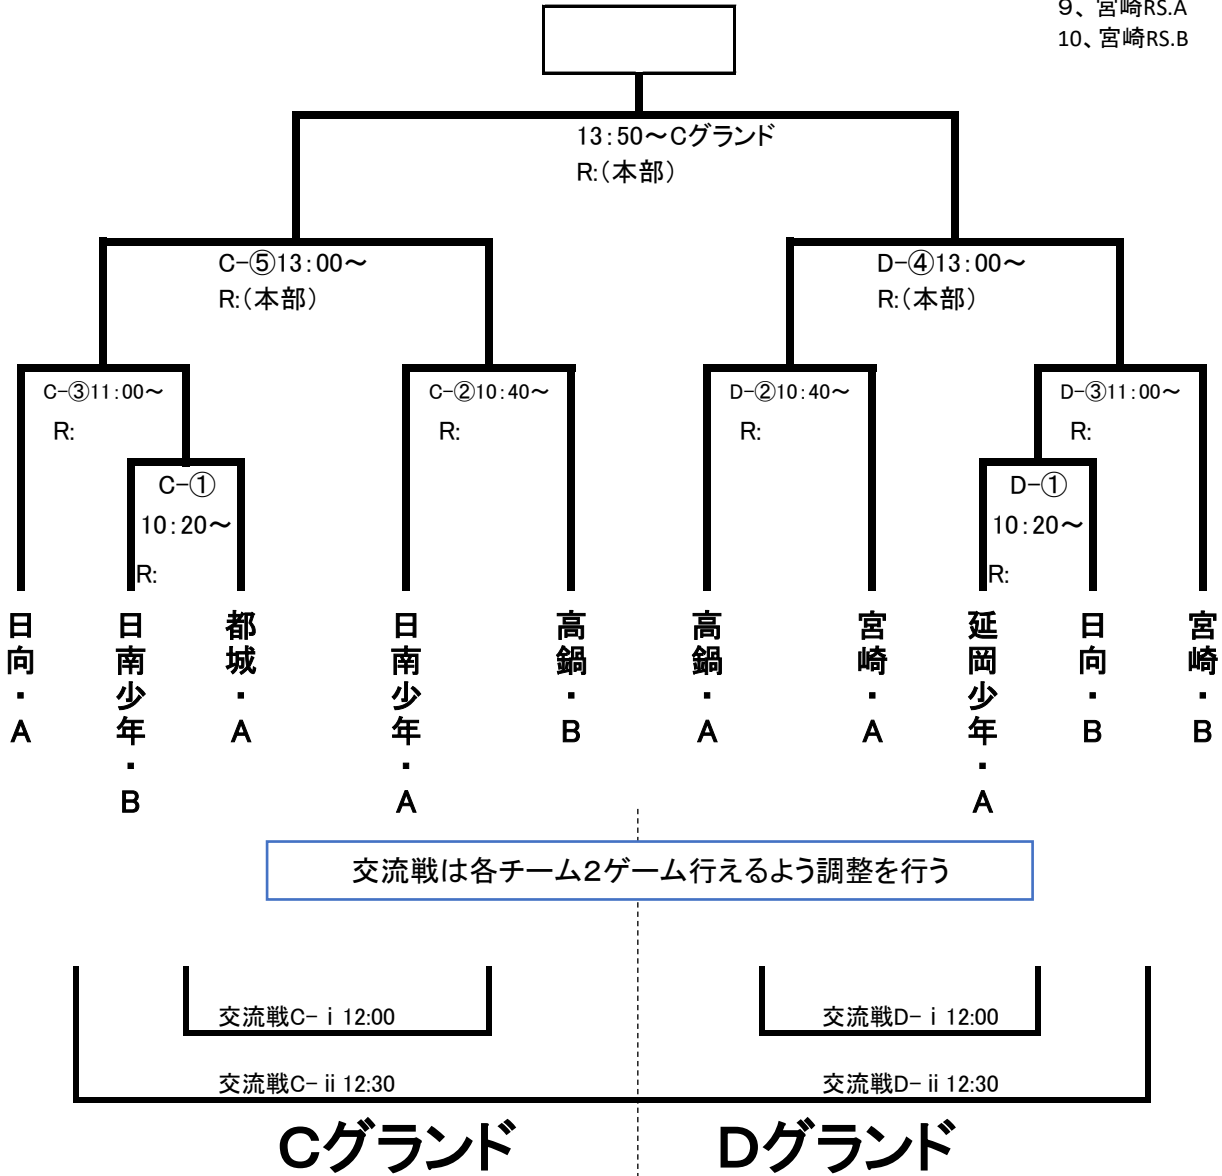 ９、宮崎RS.A
10、宮崎RS.B
13：50～Cグランド
R:（本部）
C-⑤13：00～
R:（本部）
D-④13：00～
R:（本部）
C-③11：00～
R:
C-②10：40～
R:
D-②10：40～
R:
D-③11：00～
R:
C-①
10：20～
R:
D-①
10：20～
R:
日向・A
日南少年・B
都城・A
日南少年・A
高鍋・B
高鍋・A
宮崎・A
延岡少年・A
日向・B
宮崎・B
交流戦は各チーム２ゲーム行えるよう調整を行う
交流戦C-ⅰ12:00
交流戦D-ⅰ12:00
交流戦C-ⅱ12:30
交流戦D-ⅱ12:30
Cグランド
Dグランド